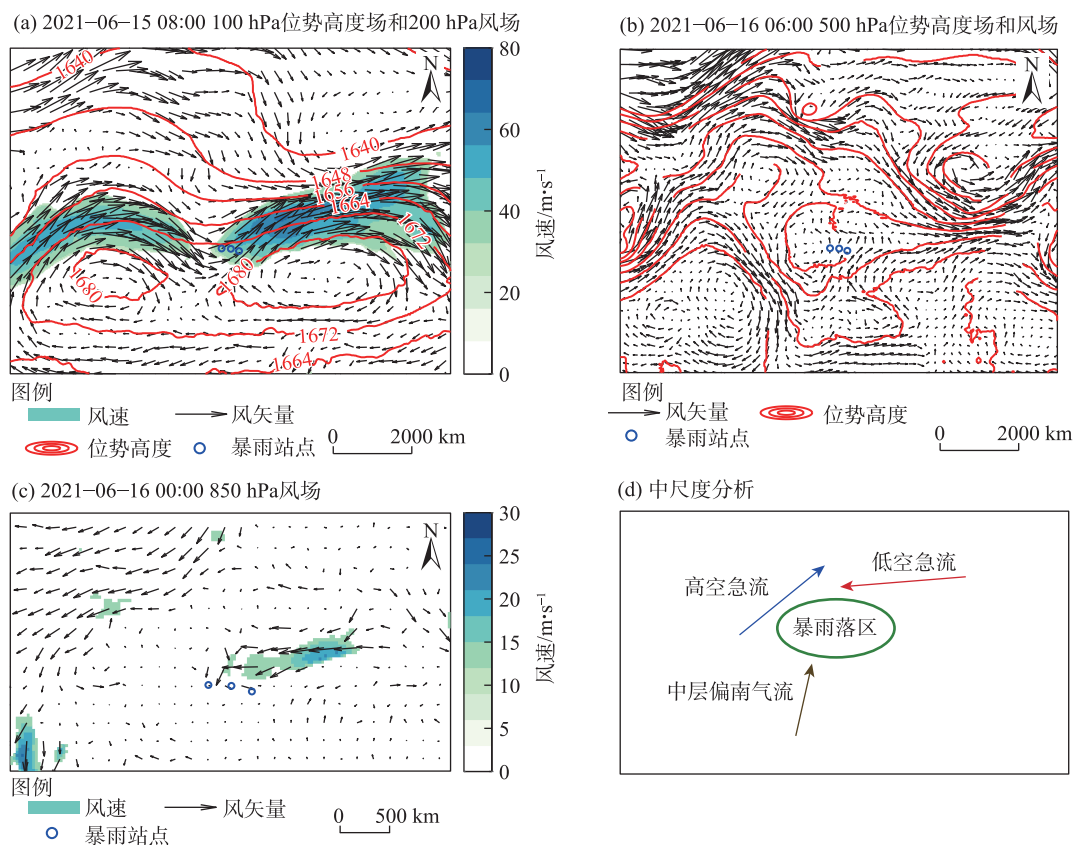 (a) 2021-06-15 08:00 100 hPa位势高度场和200 hPa风场
1640
N
1640
1648
1656
1664
1672
1680
1680
1672
1664
80
60
40
20
0
风速/m·s⁻¹
图例
风速
风矢量
位势高度
暴雨站点
0 2000 km
(b) 2021-06-16 06:00 500 hPa位势高度场和风场
N
图例
风矢量
位势高度
暴雨站点
0 2000 km
(c) 2021-06-16 00:00 850 hPa风场
N
30
25
20
15
10
5
0
风速/m·s⁻¹
图例
风速
风矢量
暴雨站点
0 500 km
(d) 中尺度分析
低空急流
高空急流
暴雨落区
中层偏南气流